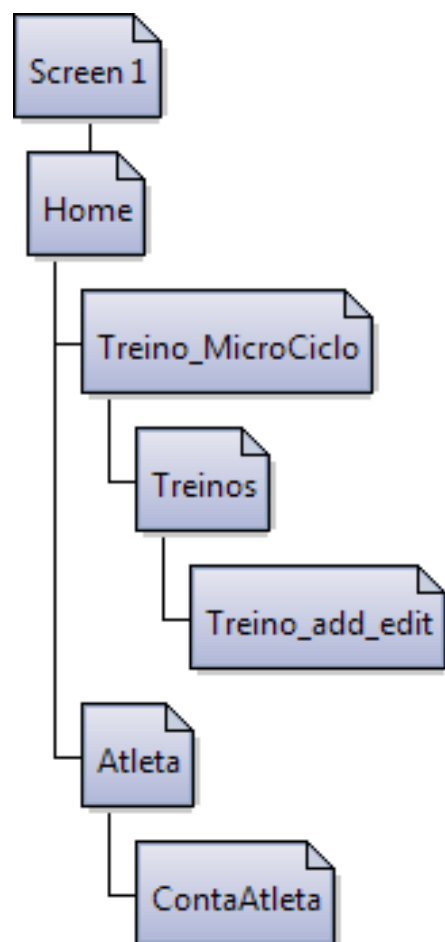 Screen 1
Home
Treino_MicroCiclo
Treinos
Treino_add_edit
Atleta
ContaAtleta